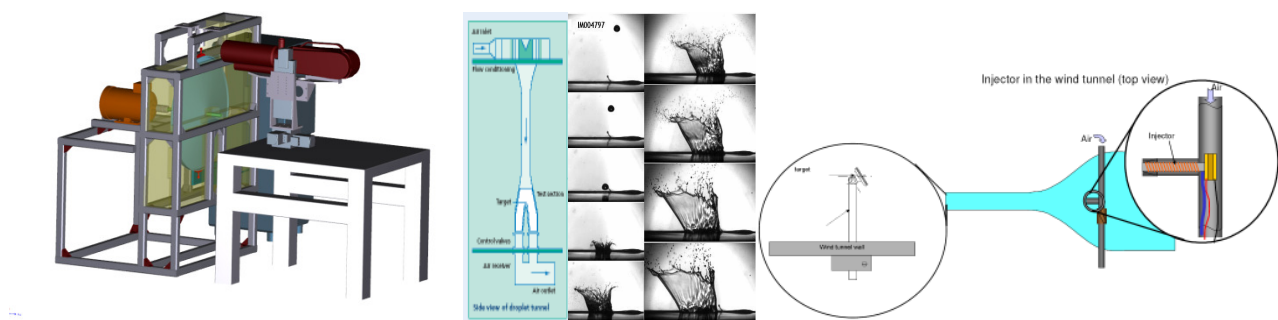 Air inlet
Flow conditioning
Test section
Target
Control valves
Air receiver
Air outlet
Side view of droplet tunnel
IM004797
target
Wind tunnel wall
Injector in the wind tunnel (top view)
Air
Air
Injector